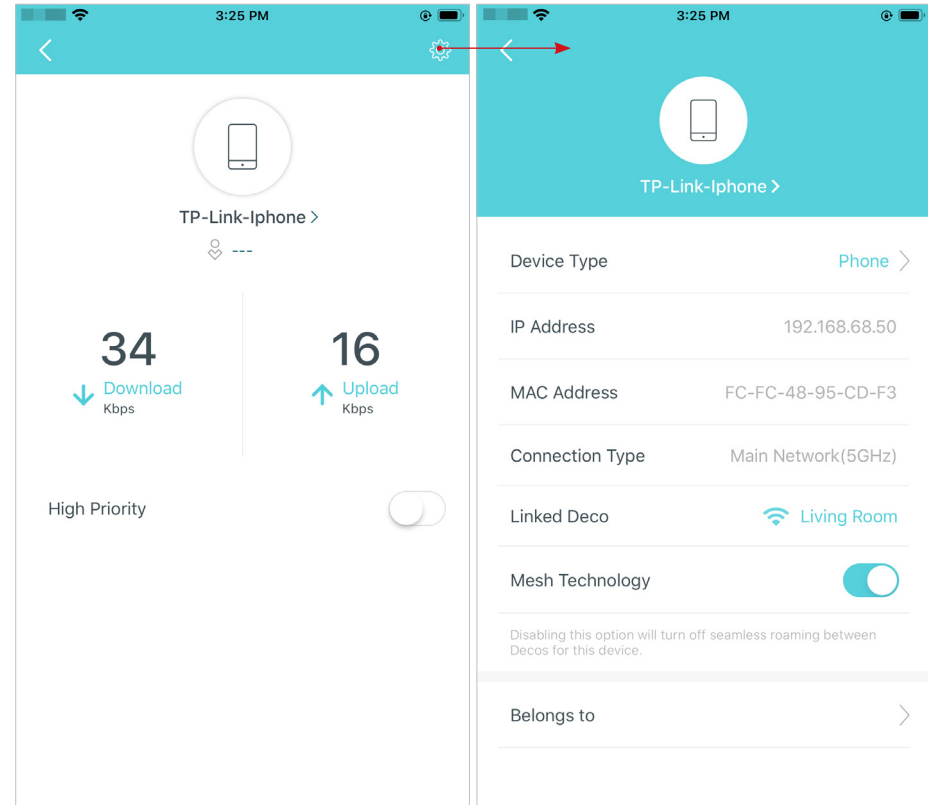 3:25 PM
TP-Link-Iphone >
---
34
Download
Kbps
16
Upload
Kbps
High Priority
3:25 PM
TP-Link-Iphone >
Device Type
Phone >
IP Address
192.168.68.50
MAC Address
FC-FC-48-95-CD-F3
Connection Type
Main Network(5GHz)
Linked Deco
Living Room
Mesh Technology
Disabling this option will turn off seamless roaming between
Decos for this device.
Belongs to >